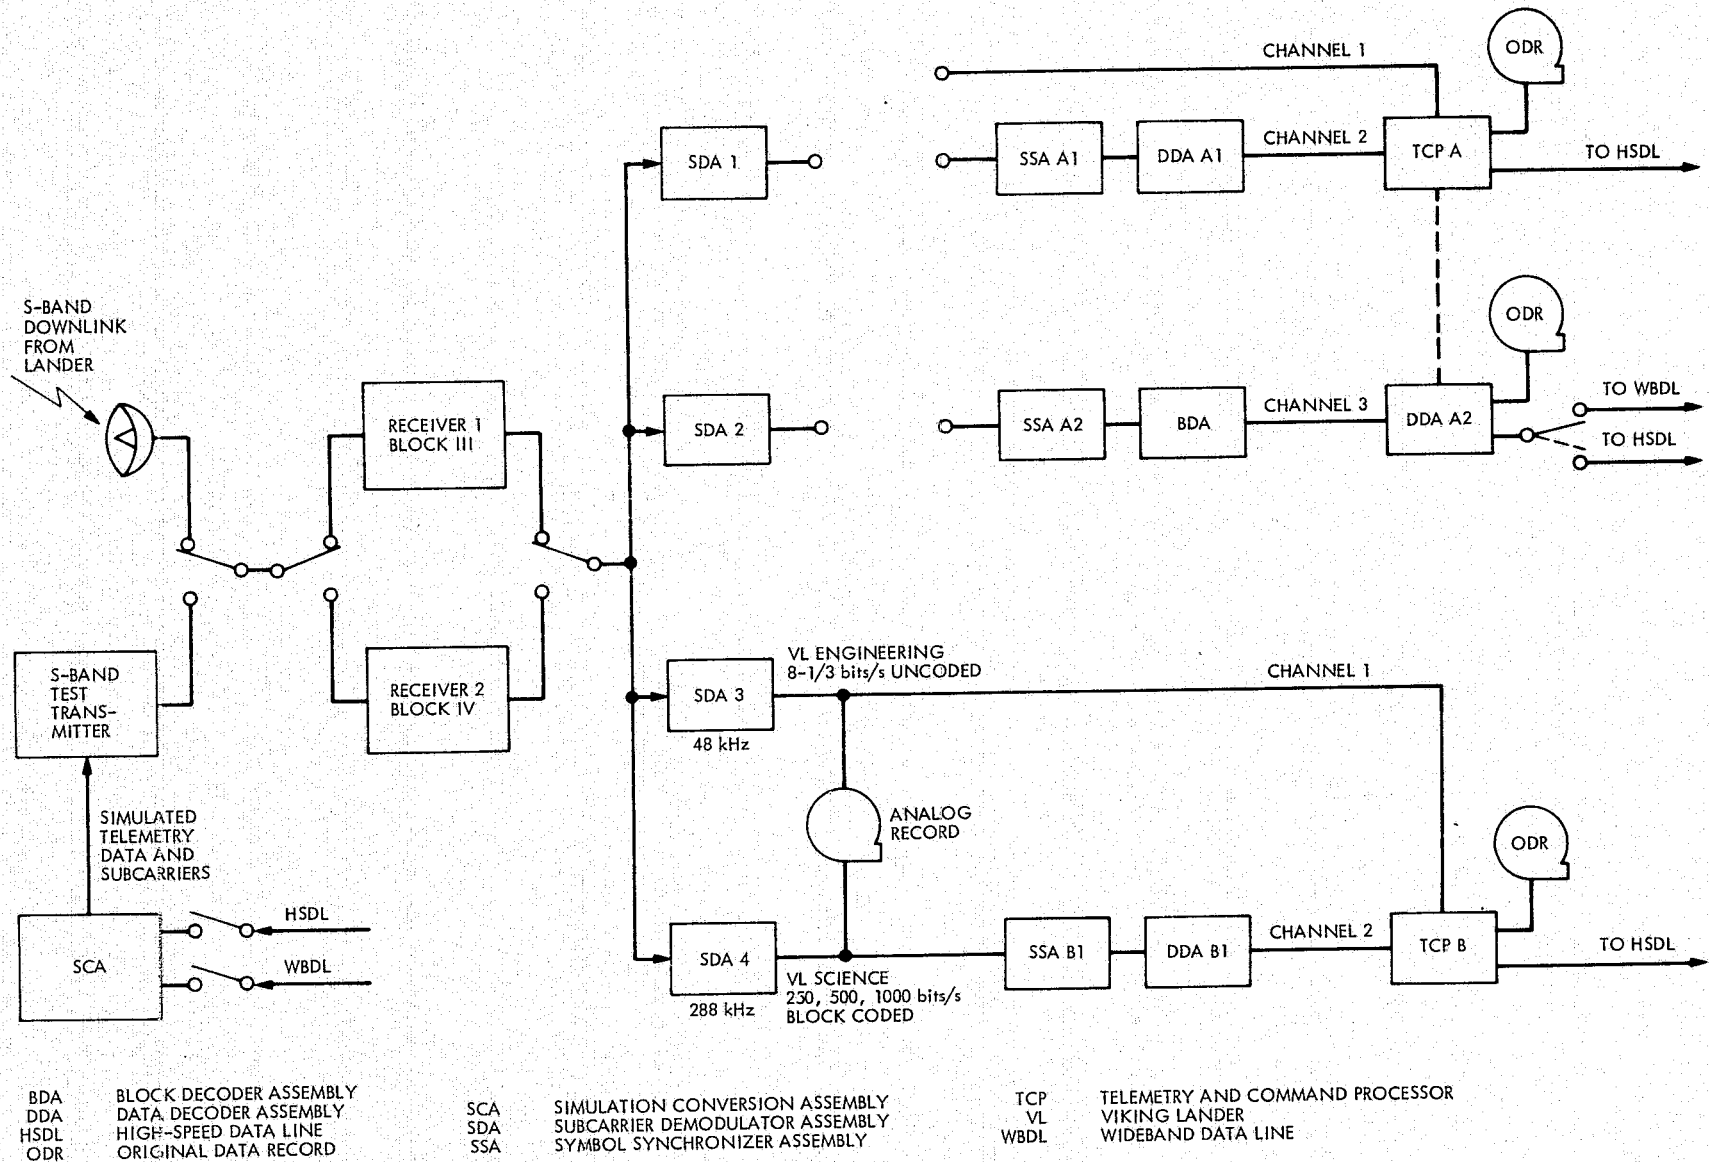 CHANNEL 1
ODR
SDA 1
SSA A1
DDA A1
CHANNEL 2
TCP A
TO HSDL
S-BAND
DOWNLINK
FROM
LANDER
ODR
RECEIVER 1
BLOCK III
SDA 2
SSA A2
BDA
CHANNEL 3
DDA A2
TO WBDL
TO HSDL
S-BAND
TEST
TRANS-
MITTER
RECEIVER 2
BLOCK IV
SDA 3
48 kHz
VL ENGINEERING
8-1/3 bits/s UNCODED
CHANNEL 1
SIMULATED
TELEMETRY
DATA AND
SUBCARRIERS
ANALOG
RECORD
ODR
SCA
HSDL
WBDL
SDA 4
288 kHz
VL SCIENCE
250, 500, 1000 bits/s
BLOCK CODED
SSA B1
DDA B1
CHANNEL 2
TCP B
TO HSDL
BDA BLOCK DECODER ASSEMBLY
DDA DATA DECODER ASSEMBLY
HSDL HIGH-SPEED DATA LINE
ODR ORIGINAL DATA RECORD
SCA SIMULATION CONVERSION ASSEMBLY
SDA SUBCARRIER DEMODULATOR ASSEMBLY
SSA SYMBOL SYNCHRONIZER ASSEMBLY
TCP TELEMETRY AND COMMAND PROCESSOR
VL VIKING LANDER
WBDL WIDEBAND DATA LINE